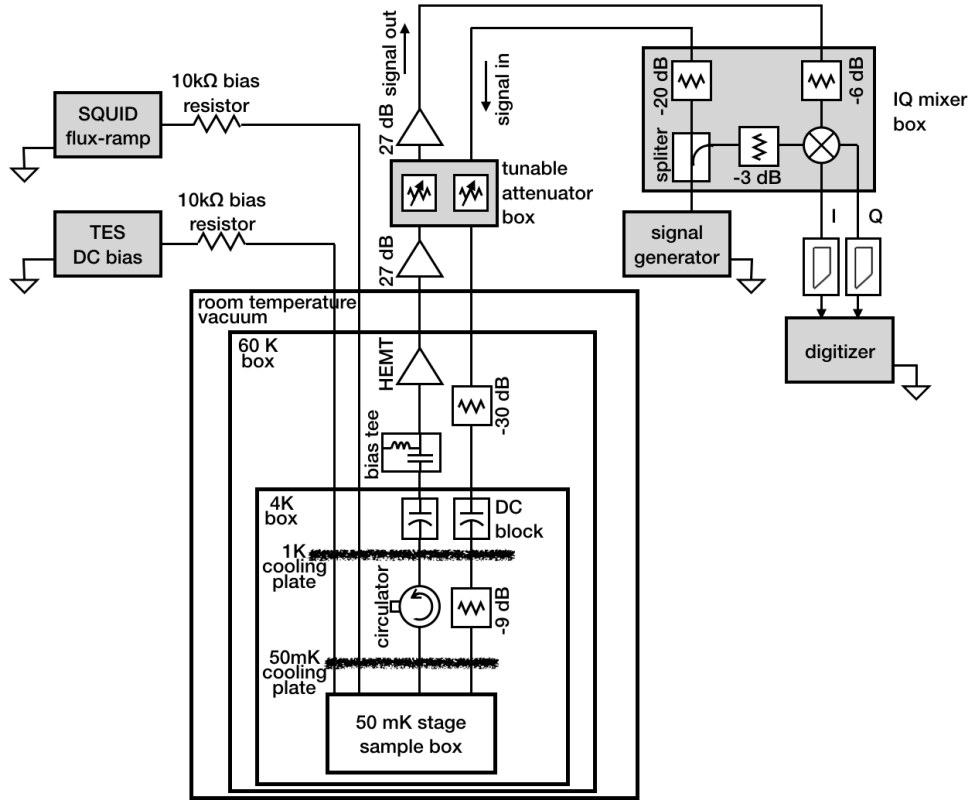 10kΩ bias
resistor
SQUID
flux-ramp
10kΩ bias
resistor
TES
DC bias
27 dB
signal out
signal in
tunable
attenuator
box
27 dB
-20 dB
-6 dB
IQ mixer
box
spliter
-3 dB
signal
generator
I
Q
digitizer
room temperature
vacuum
60 K
box
HEMT
-30 dB
bias tee
4K
box
DC
block
1K
cooling
plate
circulator
-9 dB
50mK
cooling
plate
50 mK stage
sample box